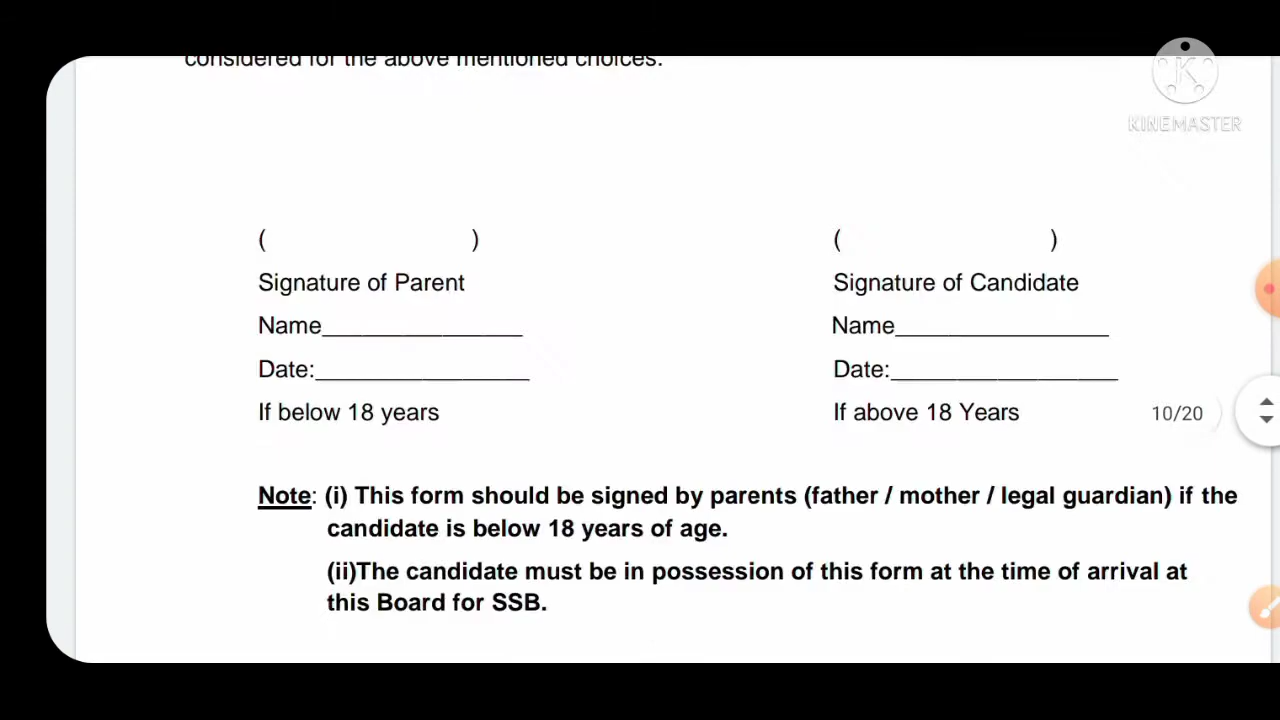 considered for the above mentioned choices.
KINEMASTER
( ) ( )
Signature of Parent Signature of Candidate
Name_______________ Name________________
Date:________________ Date:_________________
If below 18 years If above 18 Years 10/20
Note: (i) This form should be signed by parents (father / mother / legal guardian) if the
candidate is below 18 years of age.
(ii)The candidate must be in possession of this form at the time of arrival at
this Board for SSB.